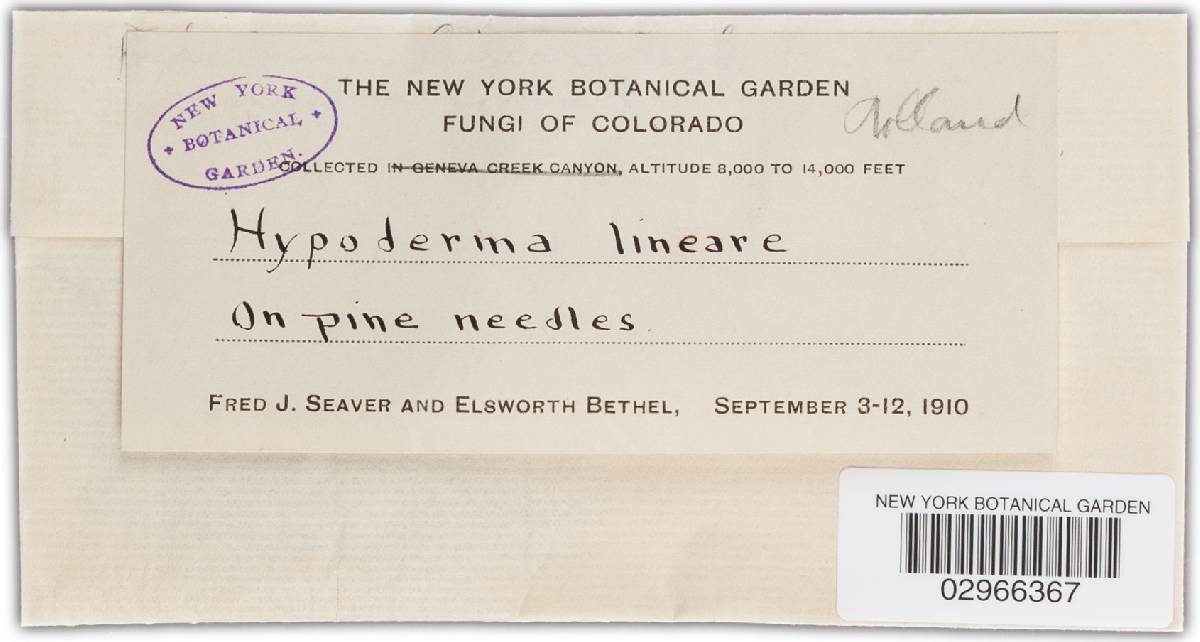 NEW YORK
BOTANICAL
GARDEN.
THE NEW YORK BOTANICAL GARDEN
FUNGI OF COLORADO
Tolland
COLLECTED IN GENEVA CREEK CANYON, ALTITUDE 8,000 TO 14,000 FEET
Hypoderma lineare
On pine needles.
FRED J. SEAVER AND ELSWORTH BETHEL, SEPTEMBER 3-12, 1910
NEW YORK BOTANICAL GARDEN
02966367